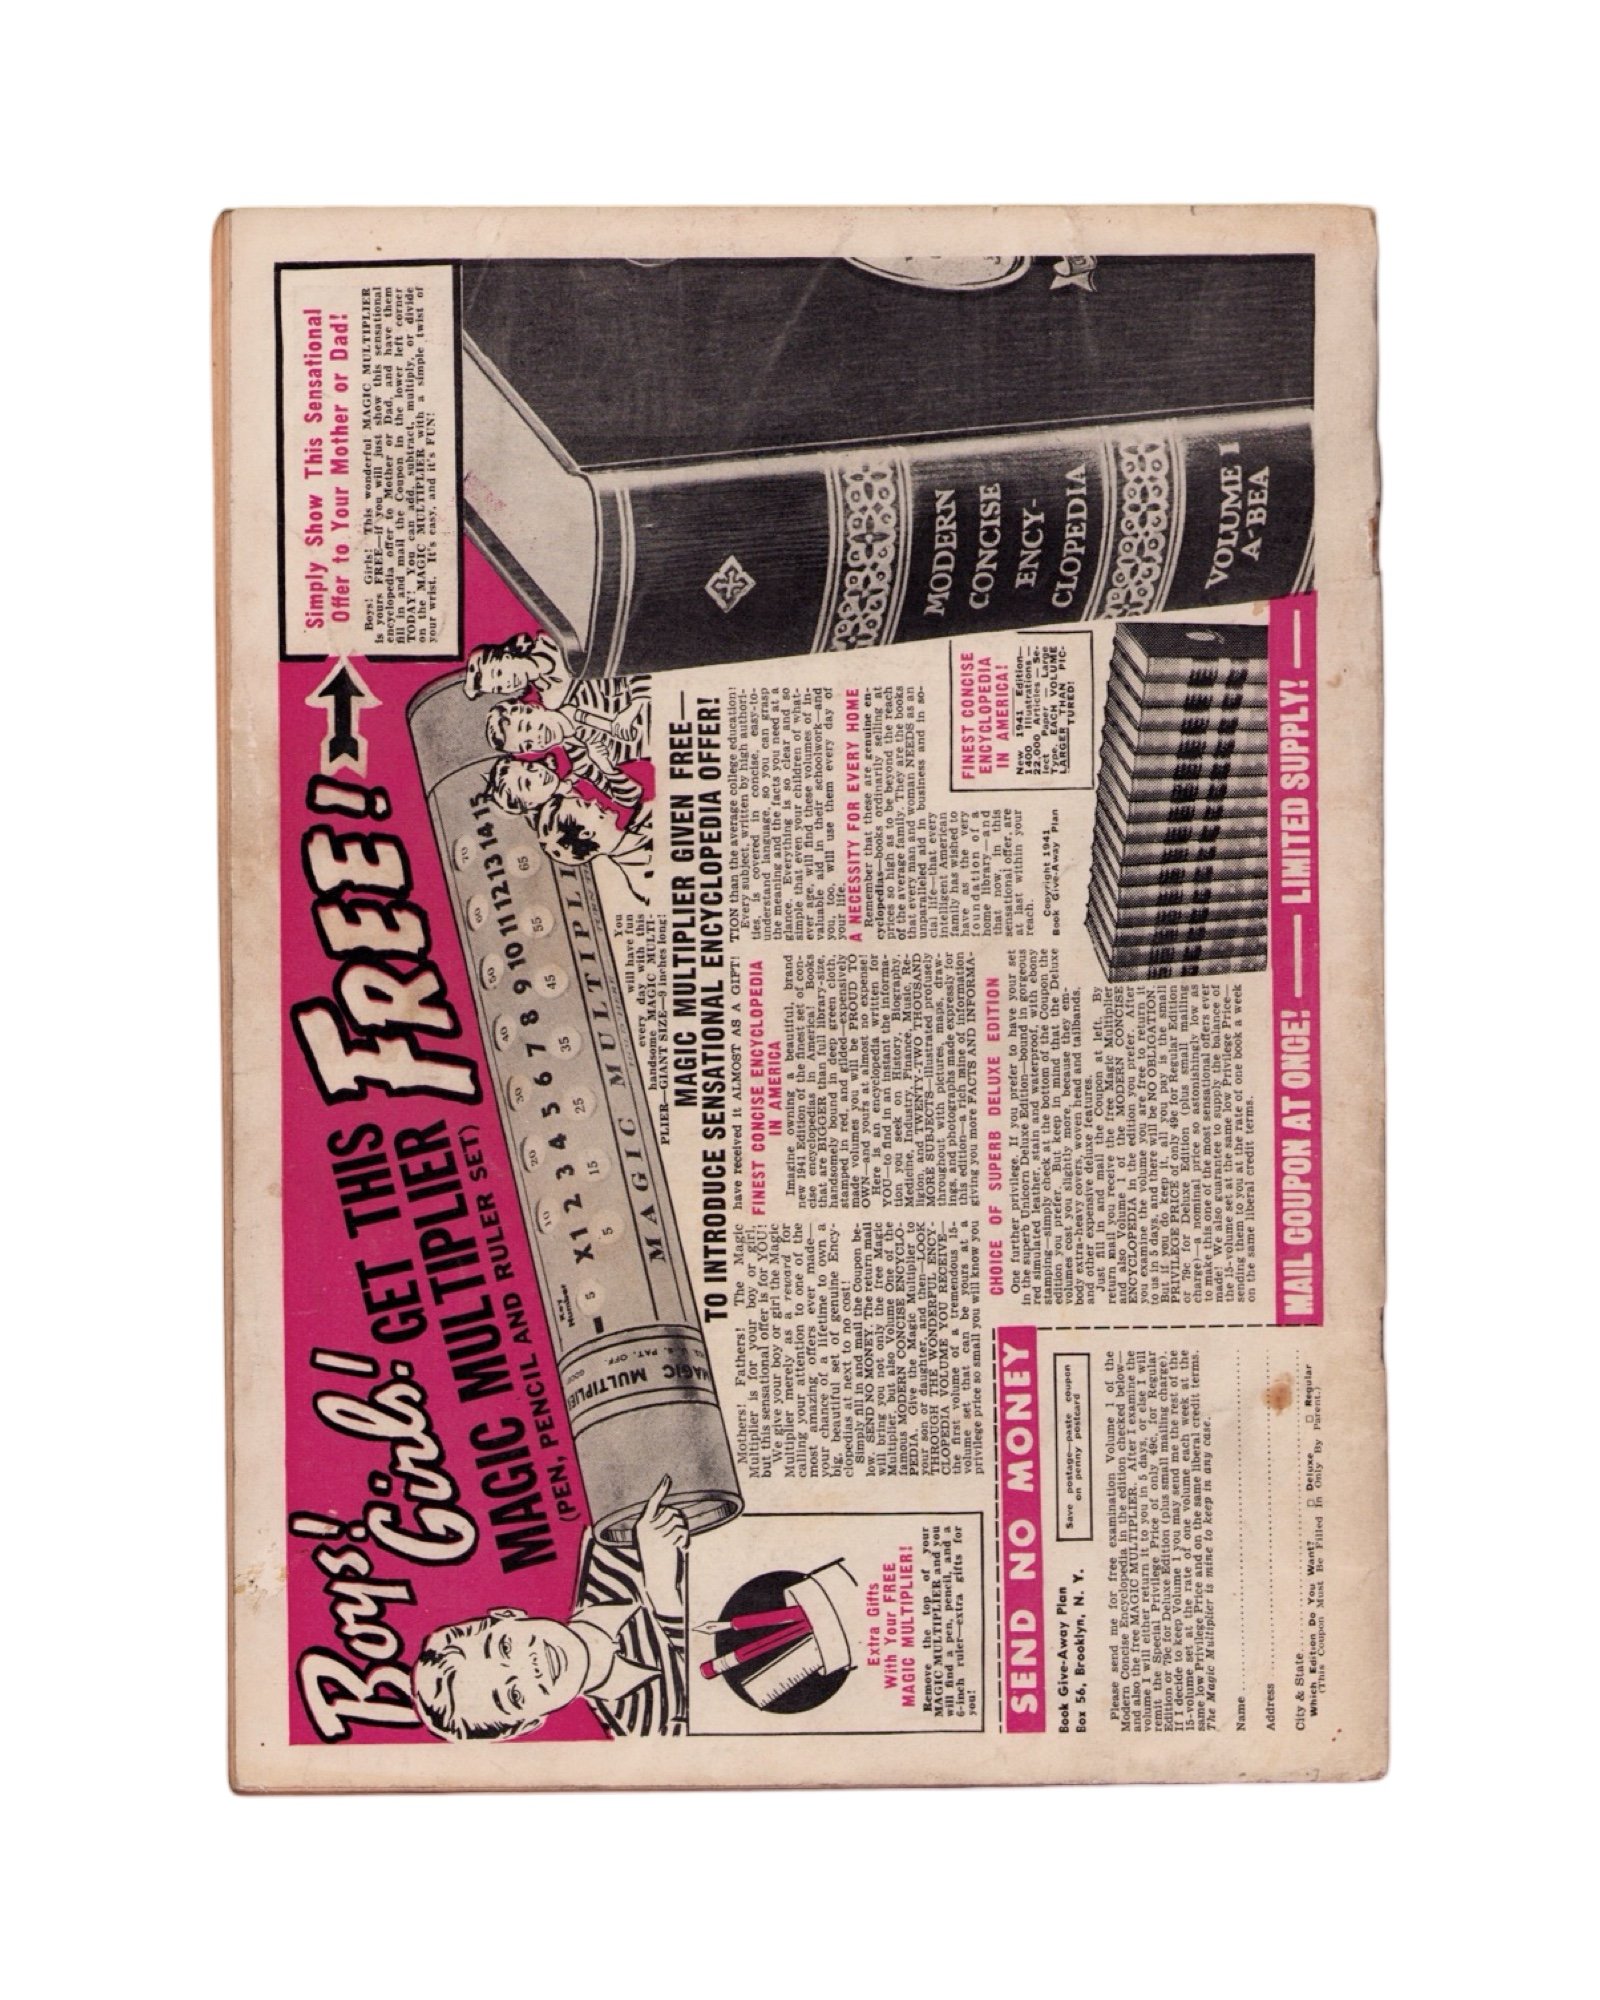 Boys!
Girls! GET THIS
MAGIC MULTIPLIER
(PEN, PENCIL AND RULER SET)
FREE!
Simply Show This Sensational
Offer to Your Mother or Dad!
Boys! Girls! This wonderful MAGIC MULTIPLIER
is yours FREE—if you will just show this sensational
encyclopedia offer to Mother or Dad, and have them
fill in and mail the Coupon in the lower left corner
TODAY! You can add, subtract, multiply, or divide
on the MAGIC MULTIPLIER with a simple twist of
your wrist. It's easy, and it's FUN!
Key
Number
X1 2 3 4 5 6 7 8 9 10 11 12 13 14 15
10 20 30 40 50 60 70
5 5 15 25 35 45 55 65
MAGIC MULTIPLI
MAGIC
MULTIPLIE
U. S. PAT. OFF.
You
will have fun
every day with this
handsome MAGIC MULTI-
PLIER—GIANT SIZE—9 inches long!
MAGIC MULTIPLIER GIVEN FREE—
TO INTRODUCE SENSATIONAL ENCYCLOPEDIA OFFER!
Extra Gifts
With Your FREE
MAGIC MULTIPLIER!
Remove the top of your
MAGIC MULTIPLIER and you
will find a pen, pencil, and a
6-inch ruler—extra gifts for
you!
Mothers! Fathers! The Magic
Multiplier is for your boy or girl,
but this sensational offer is for YOU!
We give your boy or girl the Magic
Multiplier merely as a reward for
calling your attention to one of the
most amazing offers ever made—
your chance of a lifetime to own a
big, beautiful set of genuine Ency-
clopedias at next to no cost!
Simply fill in and mail the Coupon be-
low. SEND NO MONEY. The return mail
will bring you not only the free Magic
Multiplier, but also Volume One of the
famous MODERN CONCISE ENCYCLO-
PEDIA. Give the Magic Multiplier to
your son or daughter, and then—LOOK
THROUGH THE WONDERFUL ENCY-
CLOPEDIA VOLUME YOU RECEIVE—
the first volume of a tremendous 15-
volume set that can be yours at a
privilege price so small you will know you
have received it ALMOST AS A GIFT!
FINEST CONCISE ENCYCLOPEDIA
IN AMERICA
Imagine owning a beautiful, brand
new 1941 Edition of the finest set of con-
cise encyclopedias in America! Books
that are BIGGER than full library-size,
handsomely bound in deep green cloth,
stamped in red, and gilded—expensively
made volumes you will be PROUD TO
OWN—and yours at almost no expense!
Here is an encyclopedia written for
YOU—to find in an instant the informa-
tion you seek on History, Biography,
Medicine, Industry, Finance, Music, Re-
ligion and TWENTY-TWO THOUSAND
MORE SUBJECTS—illustrated profusely
throughout with pictures, maps, draw-
ings, and photographs made expressly for
this edition—a rich mine of information
giving you more FACTS AND INFORMA-
TION than the average college education!
Every subject, written by high authori-
ties, is covered in concise, easy-to-
understand language, so you can grasp
the meaning and the facts you need at a
glance. Everything is so clear and so
simple that even your children of what-
ever age, will find these volumes of in-
valuable aid in their schoolwork—and
you, too, will use them every day of
your life.
A NECESSITY FOR EVERY HOME
Remember that these are genuine en-
cyclopedias—books ordinarily selling at
prices so high as to be beyond the reach
of the average family. They are the books
that every man and woman NEEDS as an
unparalleled aid in business and in so-
cial life—that every
intelligent American
family has wished to
have as the very
foundation of a
home library—and
that now, in this
sensational offer, are
at last within your
reach.
Copyright 1941
Book Give-Away Plan
FINEST CONCISE
ENCYCLOPEDIA
IN AMERICA!
New 1941 Edition—
1400 Illustrations—
22,000 Articles—Se-
lect Paper — Large
Type. EACH VOLUME
LARGER THAN PIC-
TURED!
MODERN
CONCISE
ENCY-
CLOPEDIA
VOLUME I
A-BEA
CHOICE OF SUPERB DELUXE EDITION
One further privilege. If you prefer to have your set
in the superb Unicorn Deluxe Edition—bound in gorgeous
red simulated leather, stain and waterproof, with ebony
stamping—simply check at the bottom of the Coupon the
edition you prefer. But keep in mind that the Deluxe
volumes cost you slightly more, because they em-
body extra-heavy covers, woven head and tailbands,
and other expensive deluxe features.
Just fill in and mail the Coupon at left. By
return mail you receive the free Magic Multiplier
and also Volume 1 of the MODERN CONCISE
ENCYCLOPEDIA in the edition you prefer. After
you examine the volume you are free to return it
to us in 5 days, and there will be NO OBLIGATION.
But if you do keep it, all you pay is the small
PRIVILEGE PRICE of only 49c for Regular Edition
or 79c for Deluxe Edition (plus small mailing
charge)—a nominal price so astonishingly low as
to make this one of the most sensational offers ever
made! We also guarantee to supply the balance of
the 15-volume set at the same low Privilege Price—
sending them to you at the rate of one book a week
on the same liberal credit terms.
MAIL COUPON AT ONCE! — LIMITED SUPPLY! —
SEND NO MONEY
Book Give-Away Plan
Box 56, Brooklyn, N. Y.
Save postage—paste coupon
on penny postcard
Please send me for free examination Volume 1 of the
Modern Concise Encyclopedia in the edition checked below—
and also the free MAGIC MULTIPLIER. After I examine the
volume I will either return it to you in 5 days, or else I will
remit the Special Privilege Price of only 49c, for Regular
Edition or 79c for Deluxe Edition (plus small mailing charge).
If I decide to keep Volume 1 you may send me the rest of the
15-volume set at the rate of one volume each week at the
same low Privilege Price and on the same liberal credit terms.
The Magic Multiplier is mine to keep in any case.
Name
Address
City & State
Which Edition Do You Want? □ Deluxe □ Regular
(This Coupon Must Be Filled In Only By Parent.)